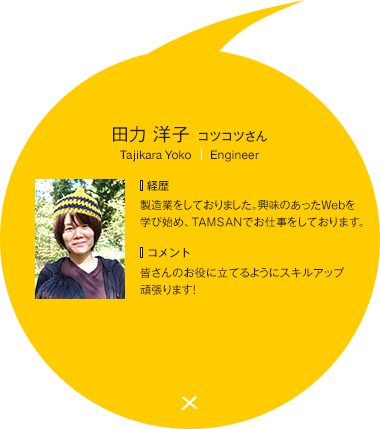 田力 洋子 コツコツさん
Tajikara Yoko | Engineer
経歴
製造業をしておりました。興味のあったWebを
学び始め、TAMSANでお仕事をしております。
コメント
皆さんのお役に立てるようにスキルアップ
頑張ります!